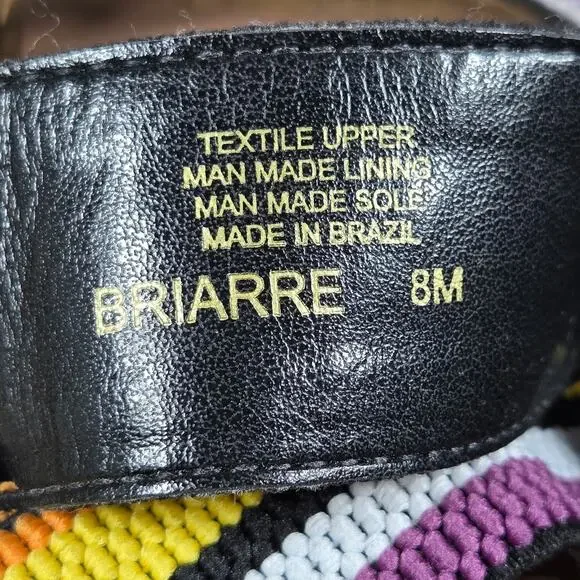 TEXTILE UPPER
MAN MADE LINING
MAN MADE SOLE
MADE IN BRAZIL
BRIARRE 8M